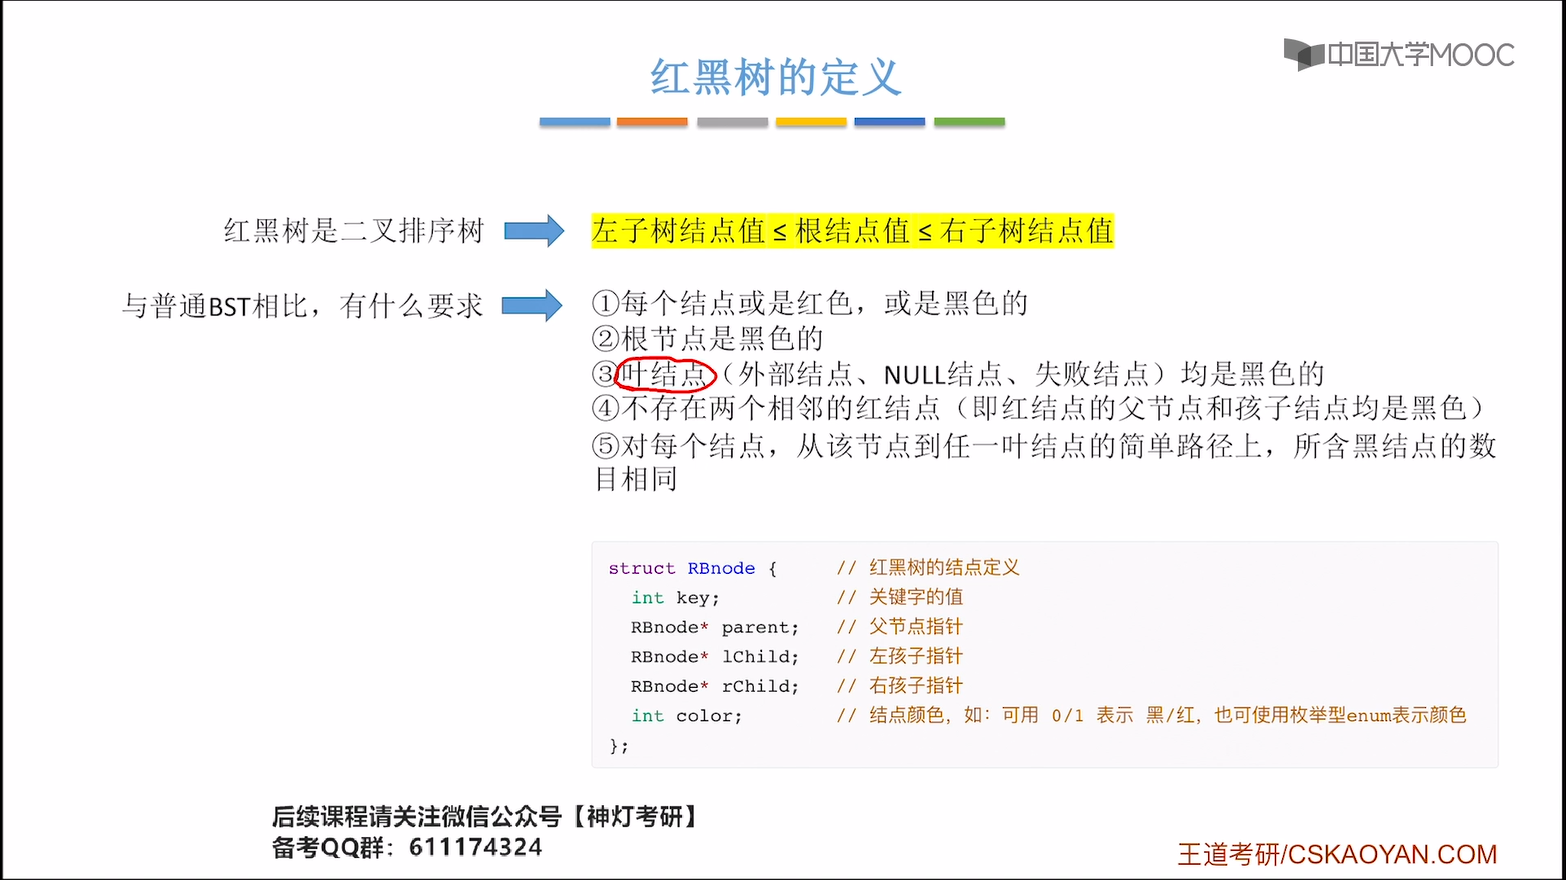 中国大学MOOC
红黑树的定义
红黑树是二叉排序树
左子树结点值 ≤ 根结点值 ≤ 右子树结点值
与普通BST相比，有什么要求
①每个结点或是红色，或是黑色的
②根节点是黑色的
③叶结点（外部结点、NULL结点、失败结点）均是黑色的
④不存在两个相邻的红结点（即红结点的父节点和孩子结点均是黑色）
⑤对每个结点，从该节点到任一叶结点的简单路径上，所含黑结点的数
目相同
struct RBnode { // 红黑树的结点定义
int key; // 关键字的值
RBnode* parent; // 父节点指针
RBnode* lChild; // 左孩子指针
RBnode* rChild; // 右孩子指针
int color; // 结点颜色，如：可用 0/1 表示 黑/红，也可使用枚举型enum表示颜色
};
后续课程请关注微信公众号【神灯考研】
备考QQ群：611174324
王道考研/CSKAOYAN.COM